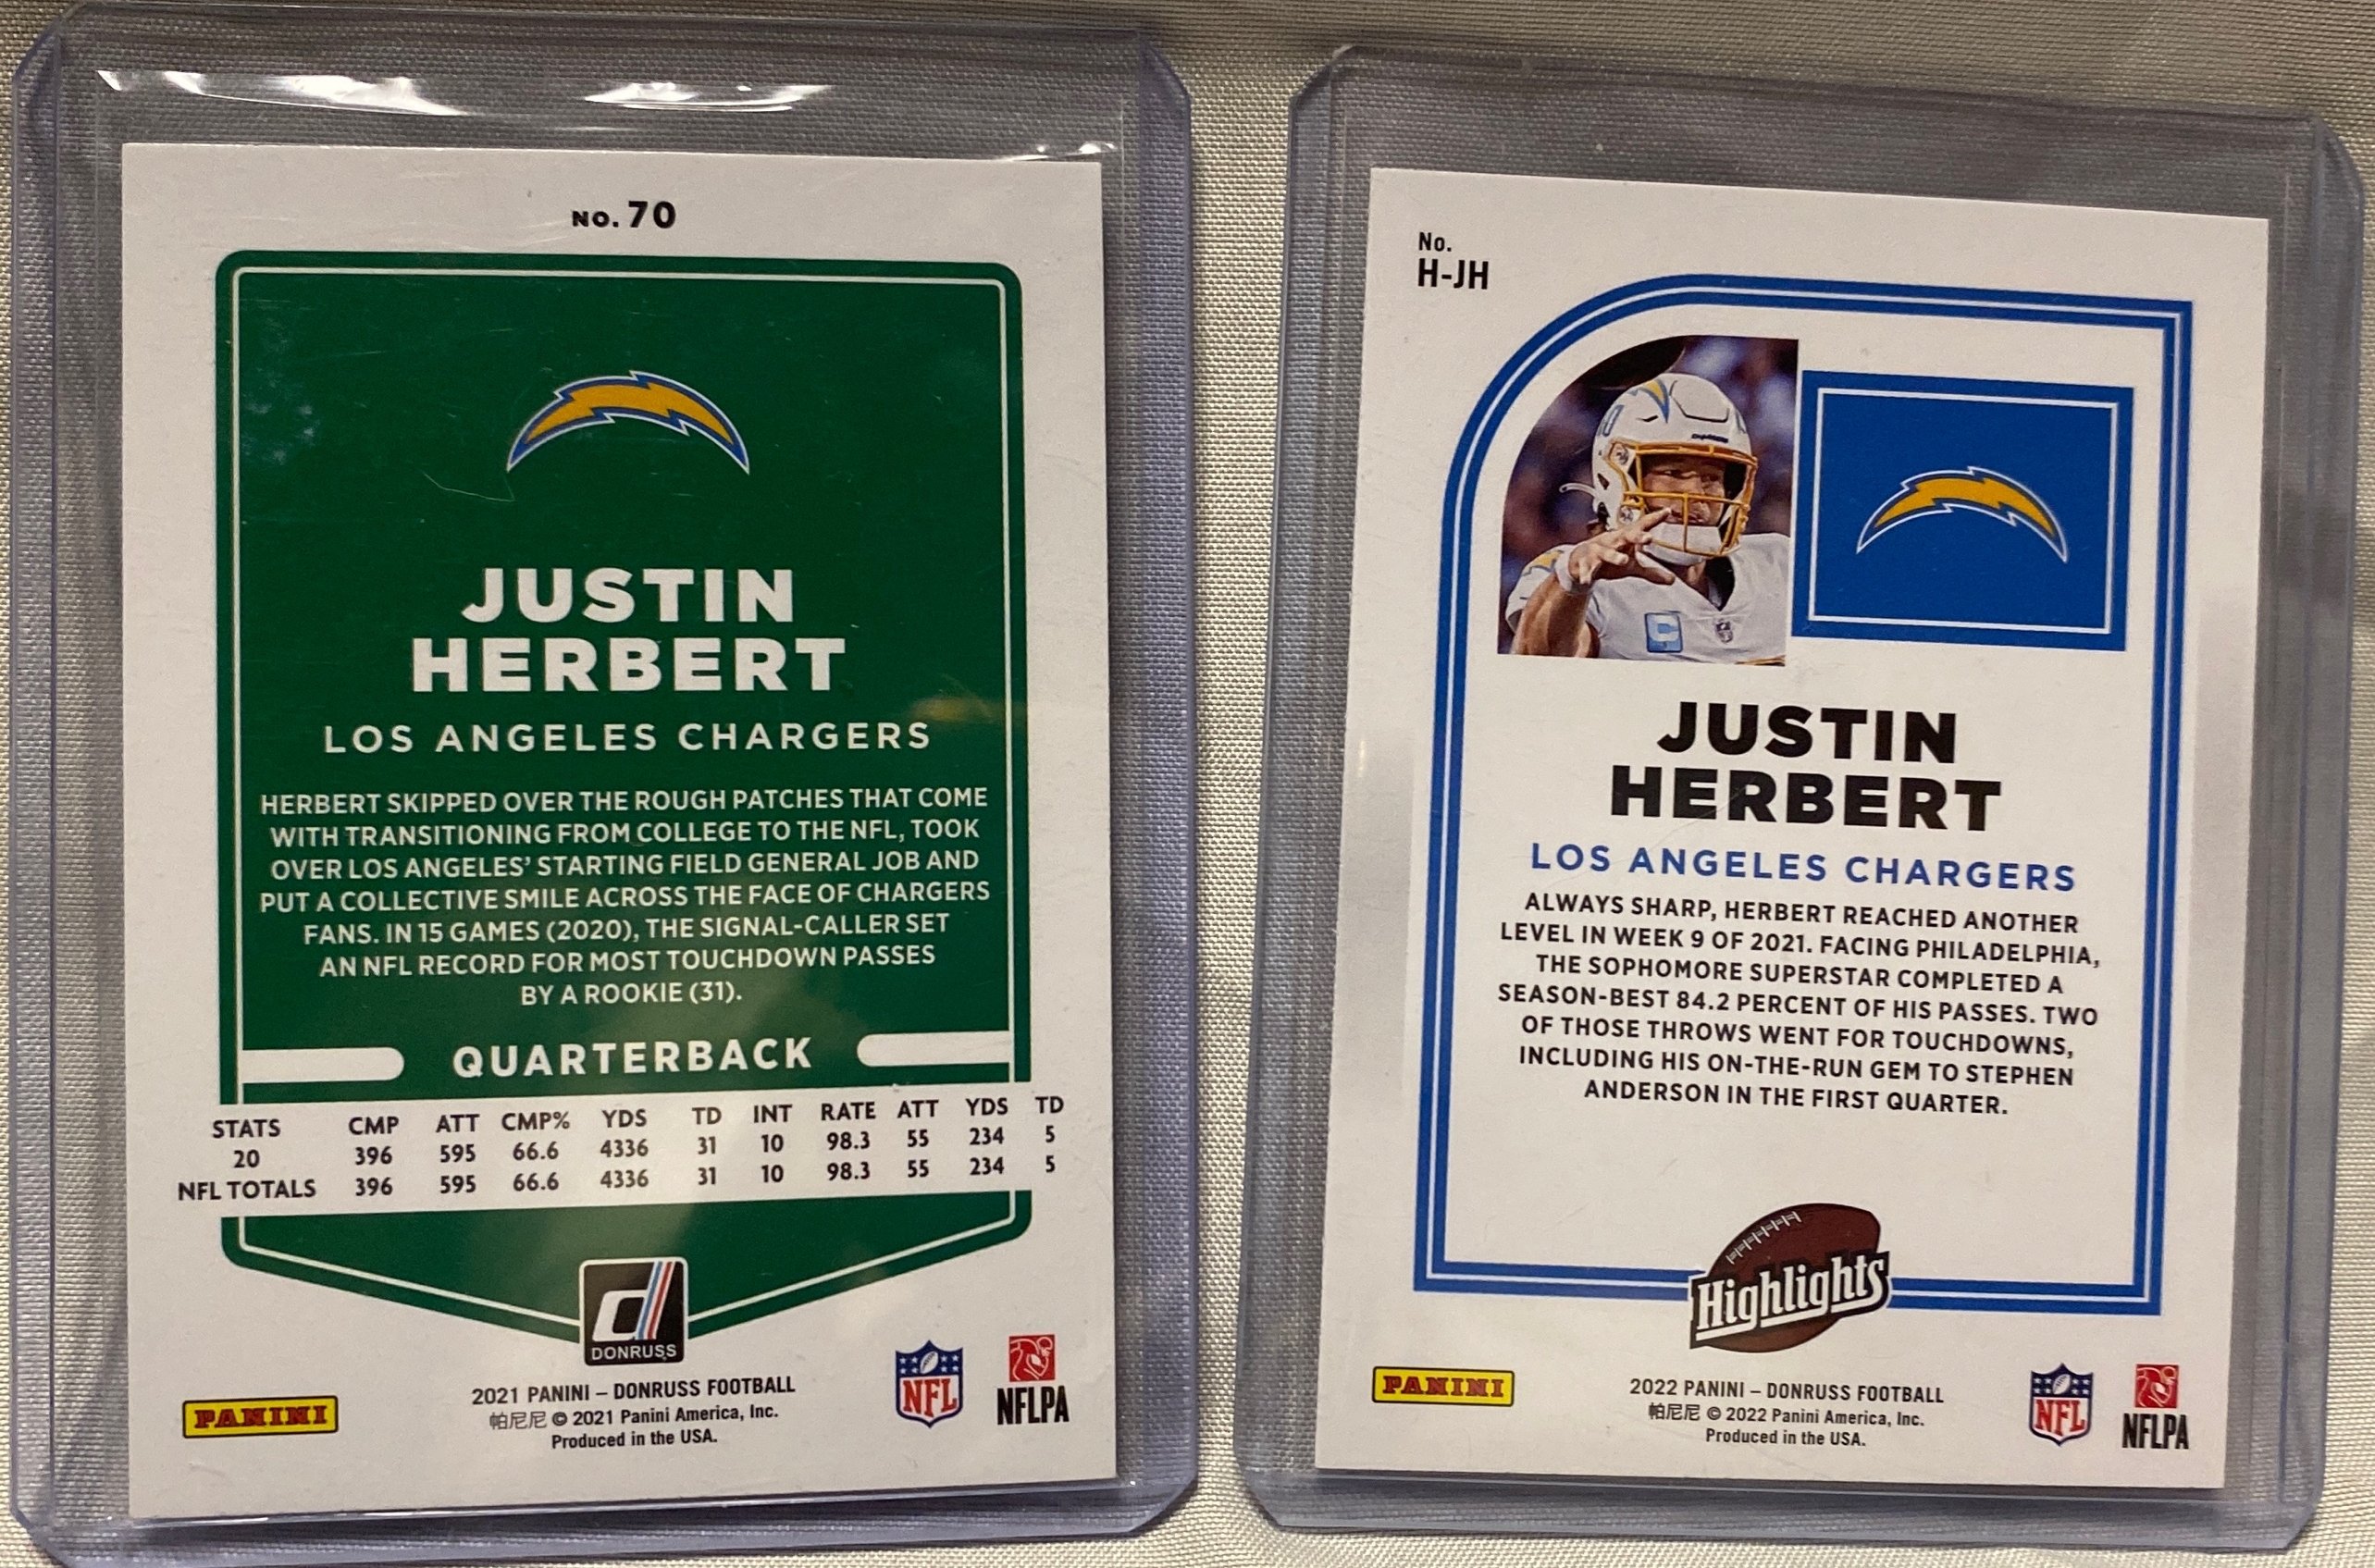 NO. 70
JUSTIN
HERBERT
LOS ANGELES CHARGERS
HERBERT SKIPPED OVER THE ROUGH PATCHES THAT COME
WITH TRANSITIONING FROM COLLEGE TO THE NFL, TOOK
OVER LOS ANGELES' STARTING FIELD GENERAL JOB AND
PUT A COLLECTIVE SMILE ACROSS THE FACE OF CHARGERS
FANS. IN 15 GAMES (2020), THE SIGNAL-CALLER SET
AN NFL RECORD FOR MOST TOUCHDOWN PASSES
BY A ROOKIE (31).
QUARTERBACK
STATS CMP ATT CMP% YDS TD INT RATE ATT YDS TD
20 396 595 66.6 4336 31 10 98.3 55 234 5
NFL TOTALS 396 595 66.6 4336 31 10 98.3 55 234 5
d
DONRUSS
PANINI
2021 PANINI – DONRUSS FOOTBALL
帕尼尼 © 2021 Panini America, Inc.
Produced in the USA.
NFL
NFLPA
No.
H-JH
C
JUSTIN
HERBERT
LOS ANGELES CHARGERS
ALWAYS SHARP, HERBERT REACHED ANOTHER
LEVEL IN WEEK 9 OF 2021. FACING PHILADELPHIA,
THE SOPHOMORE SUPERSTAR COMPLETED A
SEASON-BEST 84.2 PERCENT OF HIS PASSES. TWO
OF THOSE THROWS WENT FOR TOUCHDOWNS,
INCLUDING HIS ON-THE-RUN GEM TO STEPHEN
ANDERSON IN THE FIRST QUARTER.
Highlights
PANINI
2022 PANINI – DONRUSS FOOTBALL
帕尼尼 © 2022 Panini America, Inc.
Produced in the USA.
NFL
NFLPA